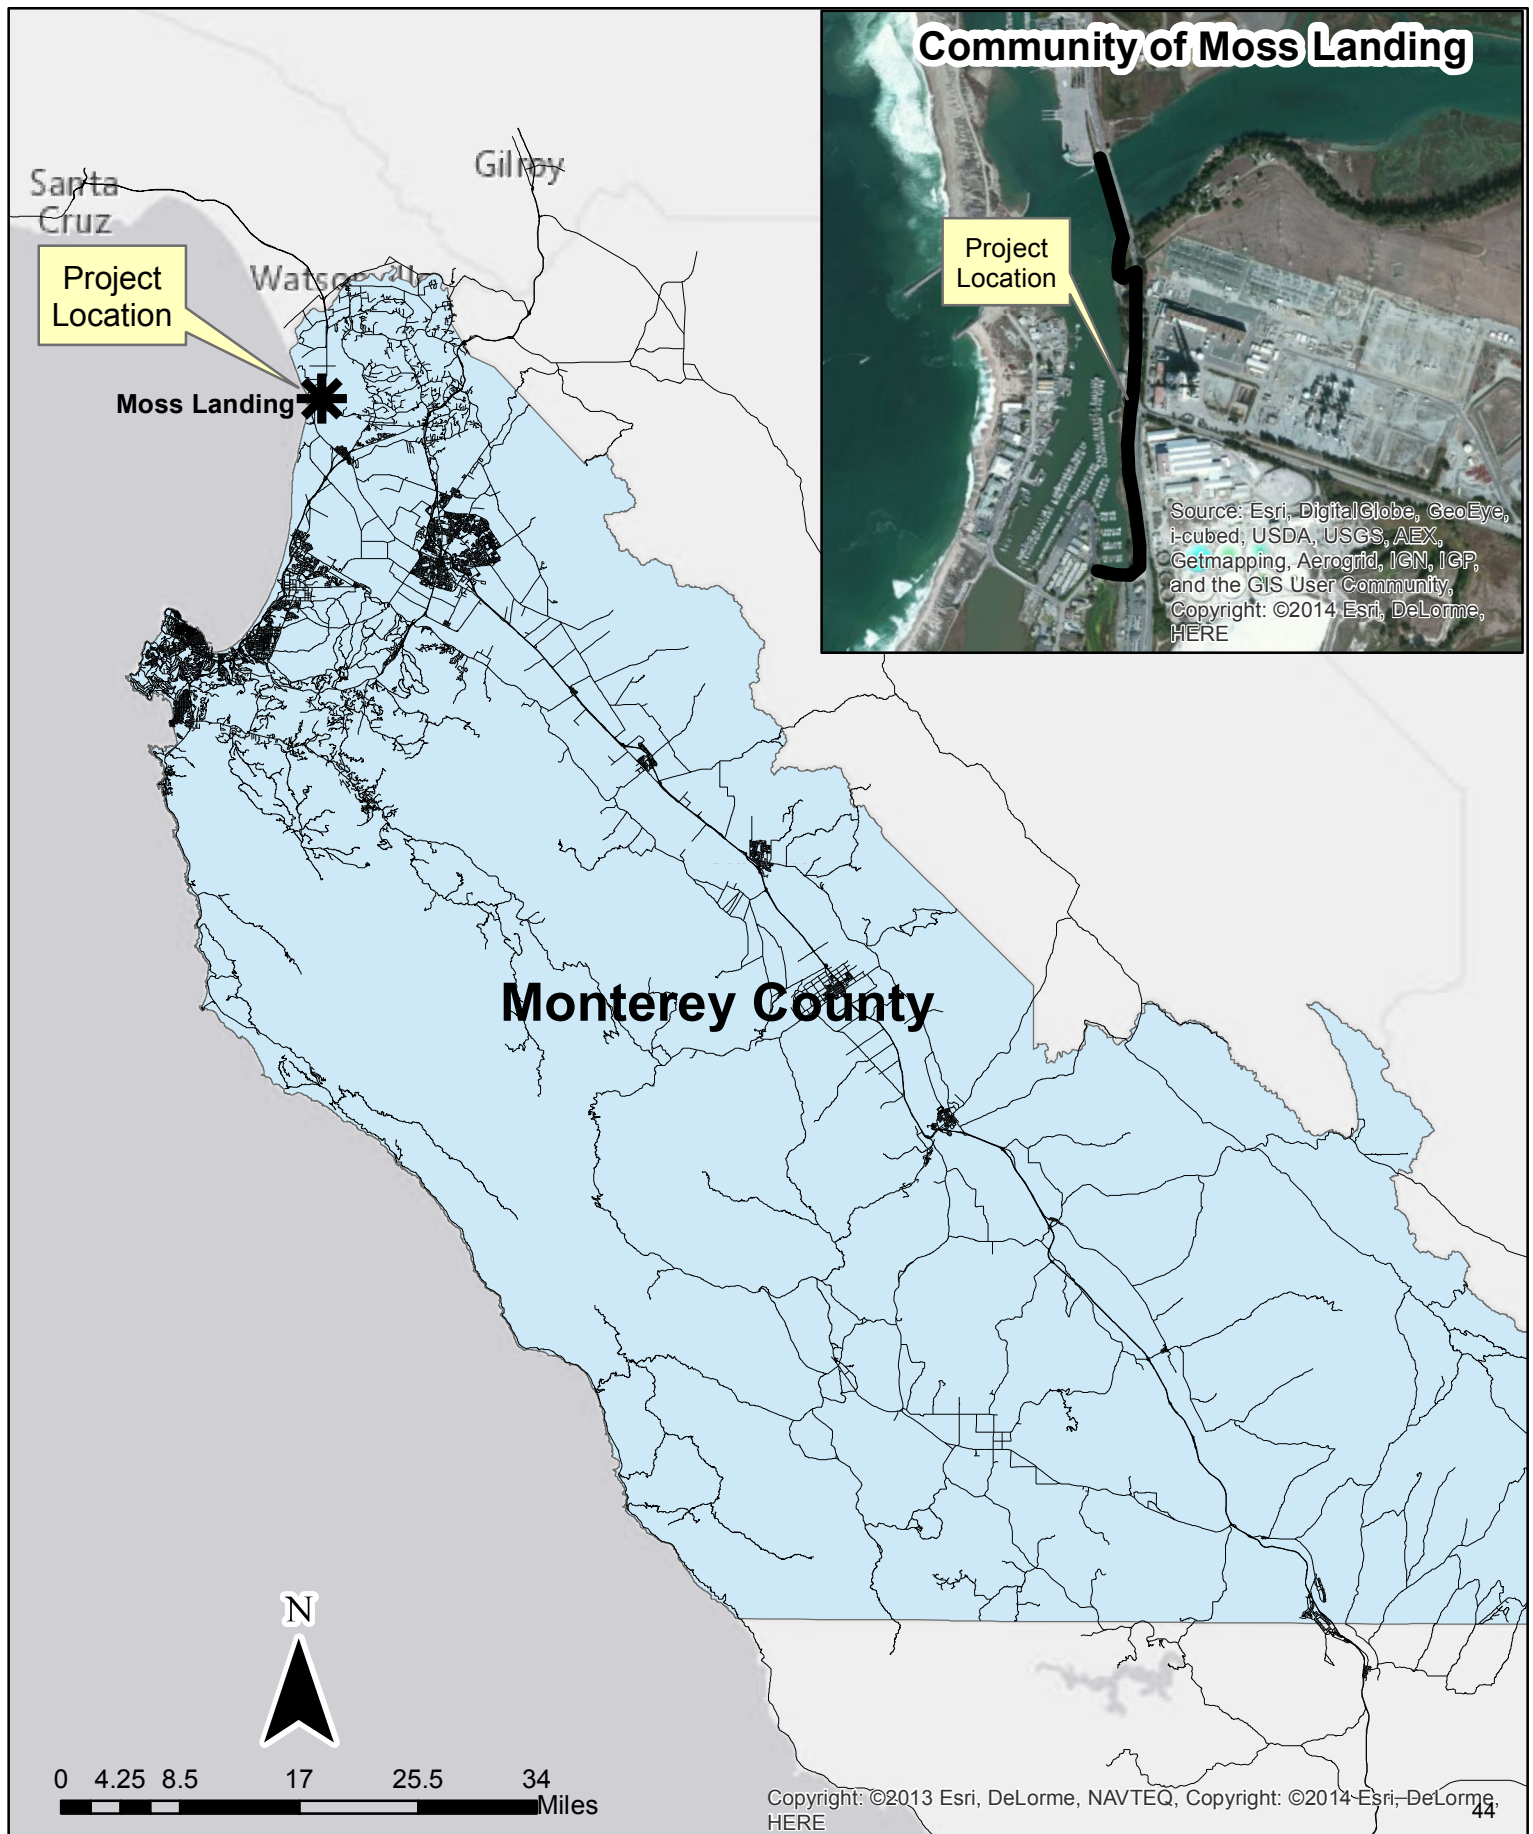 Community of Moss Landing
Santa
Cruz
Gilroy
Project
Location
Watsonville
Moss Landing
Project
Location
Source: Esri, DigitalGlobe, GeoEye,
i-cubed, USDA, USGS, AEX,
Getmapping, Aerogrid, IGN, IGP,
and the GIS User Community,
Copyright: ©2014 Esri, DeLorme,
HERE
Monterey County
N
0 4.25 8.5 17 25.5 34
Miles
Copyright: ©2013 Esri, DeLorme, NAVTEQ, Copyright: ©2014 Esri, DeLorme,
HERE
44